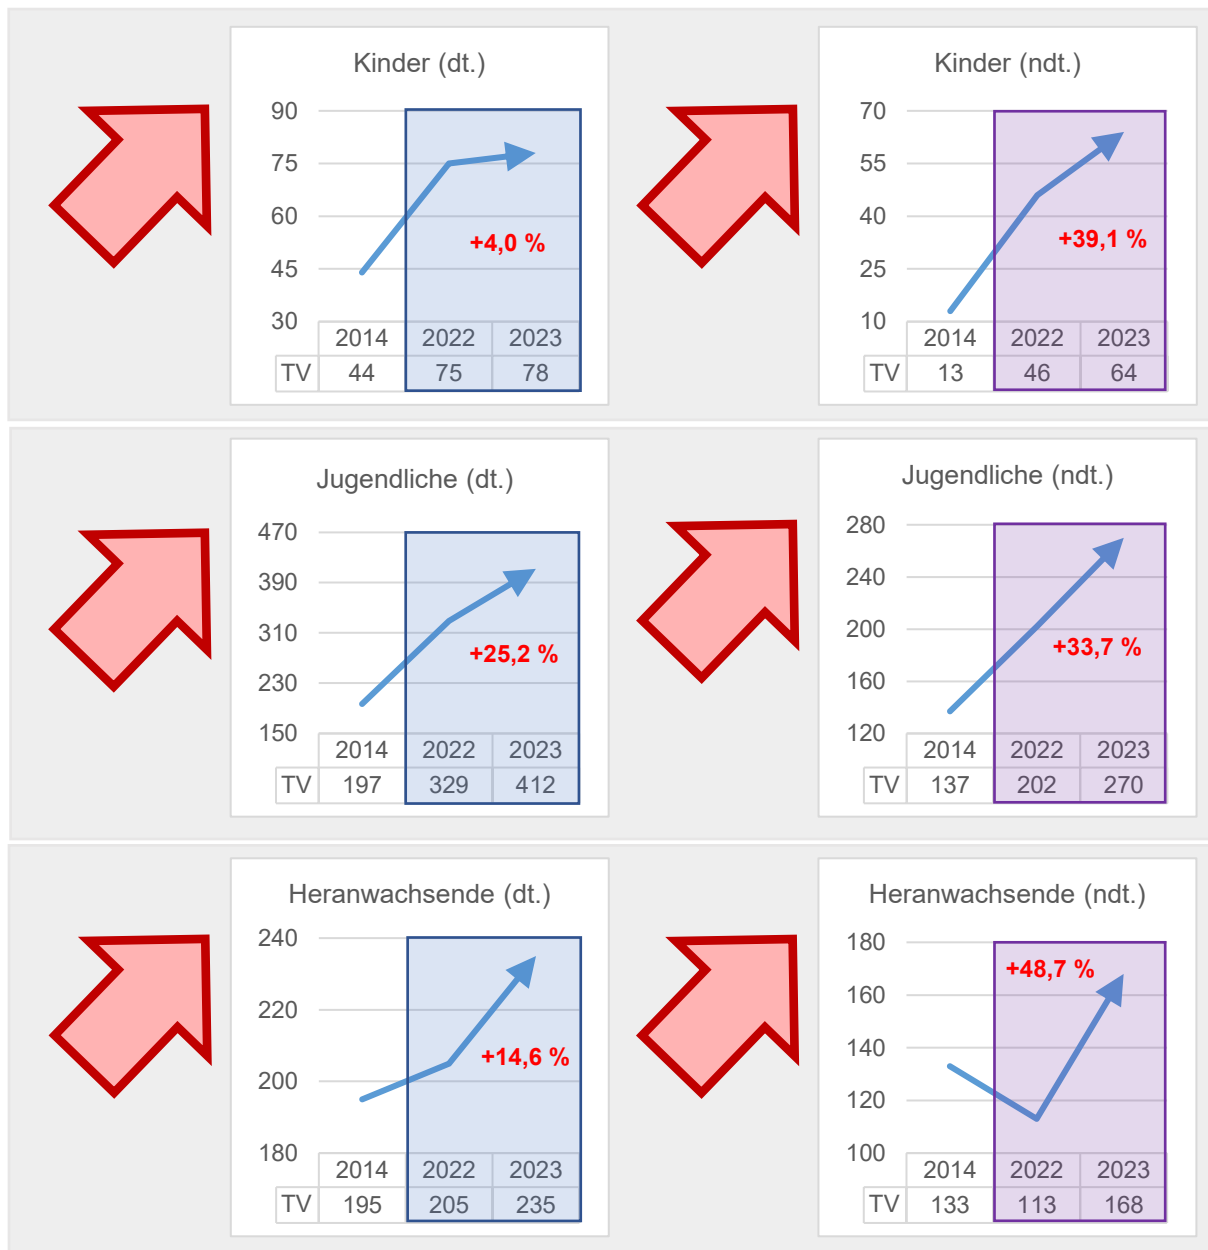 Kinder (dt.)
90
75
60
45
30
+4,0 %
2014 2022 2023
TV 44 75 78
Kinder (ndt.)
70
55
40
25
10
+39,1 %
2014 2022 2023
TV 13 46 64
Jugendliche (dt.)
470
390
310
230
150
+25,2 %
2014 2022 2023
TV 197 329 412
Jugendliche (ndt.)
280
240
200
160
120
+33,7 %
2014 2022 2023
TV 137 202 270
Heranwachsende (dt.)
240
220
200
180
+14,6 %
2014 2022 2023
TV 195 205 235
Heranwachsende (ndt.)
180
160
140
120
100
+48,7 %
2014 2022 2023
TV 133 113 168